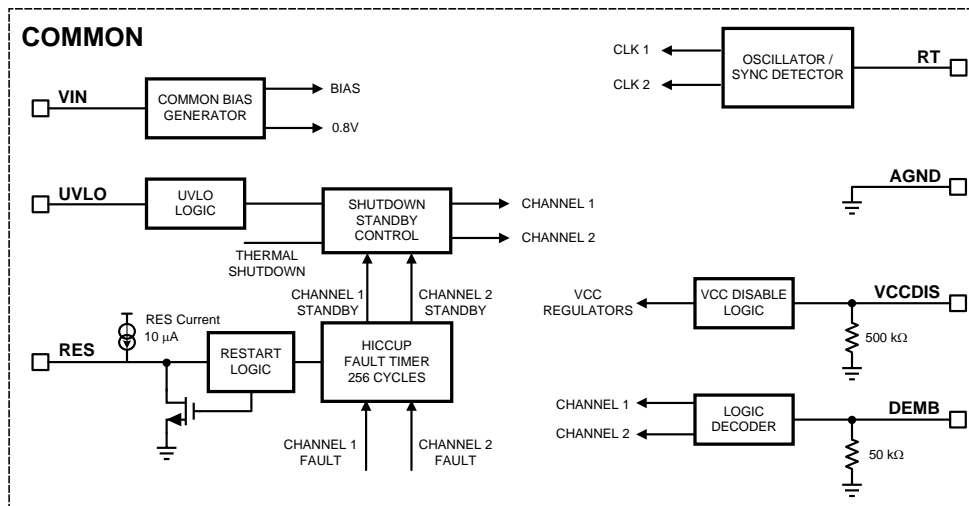 COMMON
VIN
COMMON BIAS
GENERATOR
BIAS
0.8V
CLK 1
CLK 2
OSCILLATOR /
SYNC DETECTOR
RT
UVLO
UVLO
LOGIC
SHUTDOWN
STANDBY
CONTROL
CHANNEL 1
CHANNEL 2
THERMAL
SHUTDOWN
AGND
CHANNEL 1
STANDBY
CHANNEL 2
STANDBY
VCC
REGULATORS
VCC DISABLE
LOGIC
VCCDIS
500 kΩ
RES Current
10 μA
RES
RESTART
LOGIC
HICCUP
FAULT TIMER
256 CYCLES
CHANNEL 1
FAULT
CHANNEL 2
FAULT
CHANNEL 1
CHANNEL 2
LOGIC
DECODER
DEMB
50 kΩ